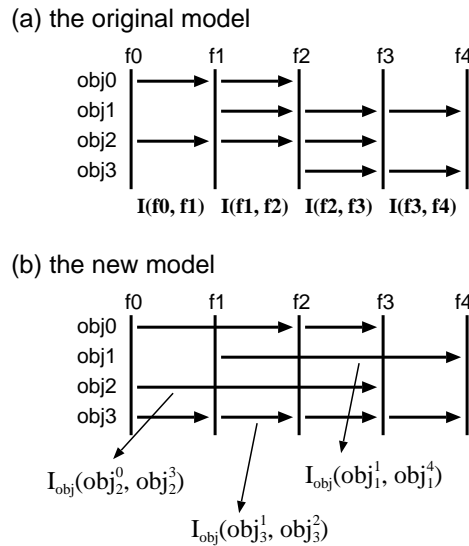 (a) the original model
f0 f1 f2 f3 f4
obj0
obj1
obj2
obj3
I(f0, f1) I(f1, f2) I(f2, f3) I(f3, f4)
(b) the new model
f0 f1 f2 f3 f4
obj0
obj1
obj2
obj3
I_obj(obj_2^0, obj_2^3)
I_obj(obj_1^1, obj_1^4)
I_obj(obj_3^1, obj_3^2)